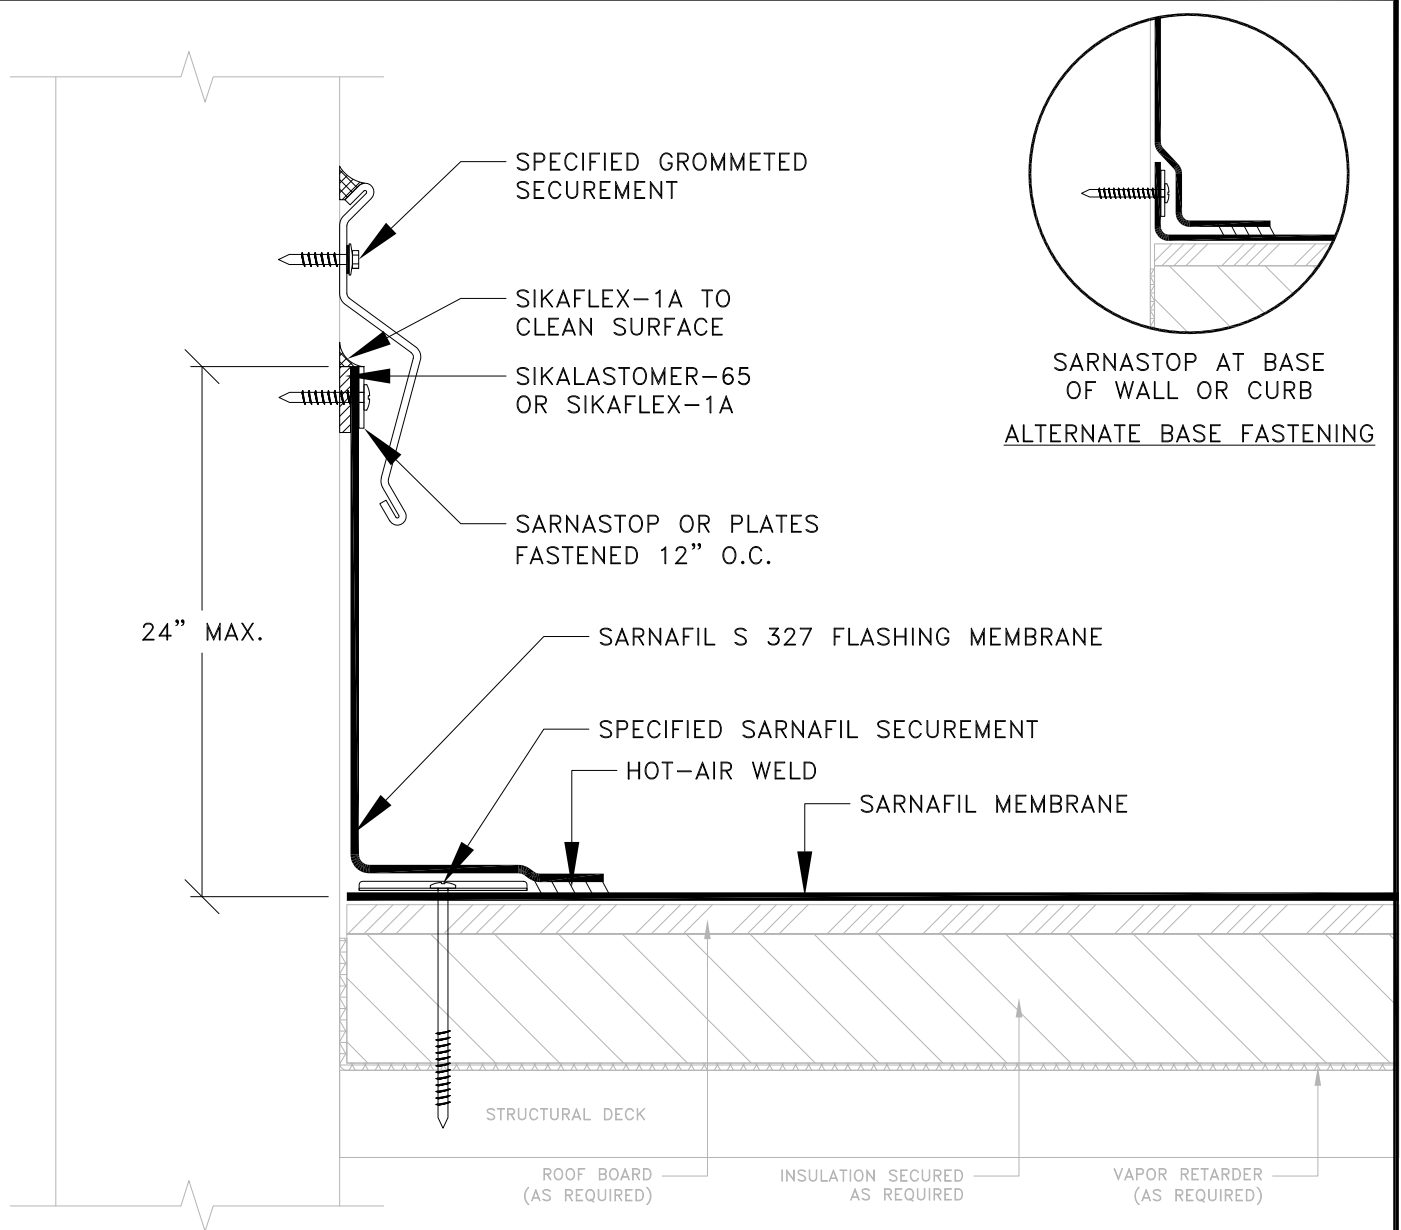 SPECIFIED GROMMETED
SECUREMENT
SIKAFLEX-1A TO
CLEAN SURFACE
SIKALASTOMER-65
OR SIKAFLEX-1A
SARNASTOP AT BASE
OF WALL OR CURB
ALTERNATE BASE FASTENING
SARNASTOP OR PLATES
FASTENED 12” O.C.
24” MAX.
SARNAFIL S 327 FLASHING MEMBRANE
SPECIFIED SARNAFIL SECUREMENT
HOT-AIR WELD
SARNAFIL MEMBRANE
STRUCTURAL DECK
ROOF BOARD
(AS REQUIRED)
INSULATION SECURED
AS REQUIRED
VAPOR RETARDER
(AS REQUIRED)